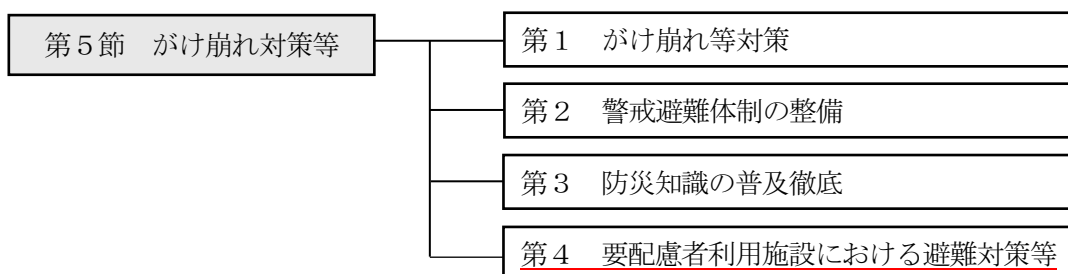 第５節　がけ崩れ対策等
第１　がけ崩れ等対策
第２　警戒避難体制の整備
第３　防災知識の普及徹底
第４　要配慮者利用施設における避難対策等